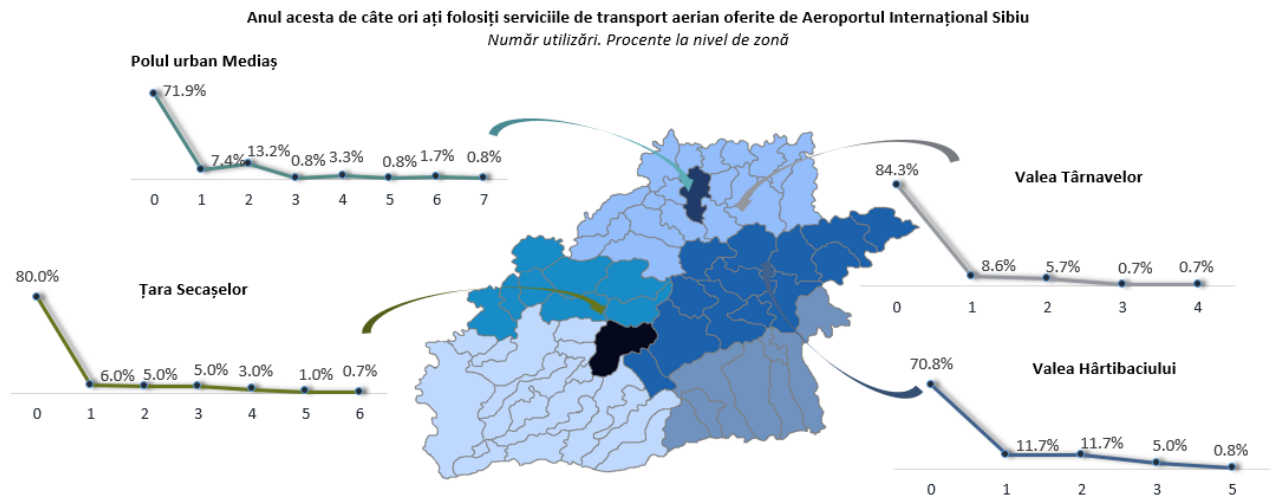 Anul acesta de câte ori ați folosiți serviciile de transport aerian oferite de Aeroportul Internațional Sibiu
Număr utilizări. Procente la nivel de zonă
Polul urban Mediaș
71.9%
7.4% 13.2% 0.8% 3.3% 0.8% 1.7% 0.8%
0 1 2 3 4 5 6 7
Valea Târnavelor
84.3%
8.6% 5.7% 0.7% 0.7%
0 1 2 3 4
Țara Secașelor
80.0%
6.0% 5.0% 5.0% 3.0% 1.0% 0.7%
0 1 2 3 4 5 6
Valea Hârtibaciului
70.8%
11.7% 11.7% 5.0% 0.8%
0 1 2 3 5